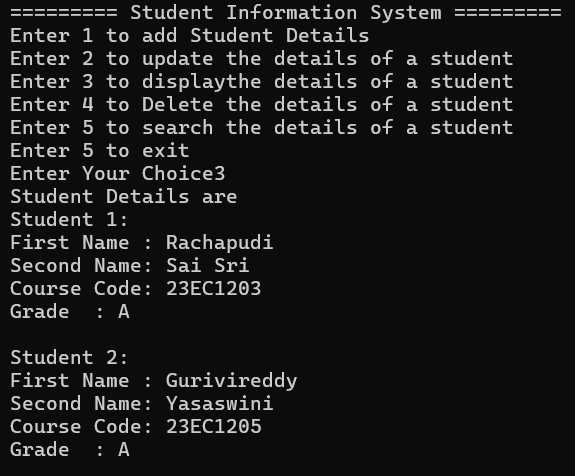 ========= Student Information System =========
Enter 1 to add Student Details
Enter 2 to update the details of a student
Enter 3 to displaythe details of a student
Enter 4 to Delete the details of a student
Enter 5 to search the details of a student
Enter 5 to exit
Enter Your Choice3
Student Details are
Student 1:
First Name : Rachapudi
Second Name: Sai Sri
Course Code: 23EC1203
Grade  : A

Student 2:
First Name : Gurivireddy
Second Name: Yasaswini
Course Code: 23EC1205
Grade  : A